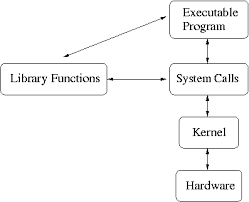 Executable
Program
Library Functions
System Calls
Kernel
Hardware